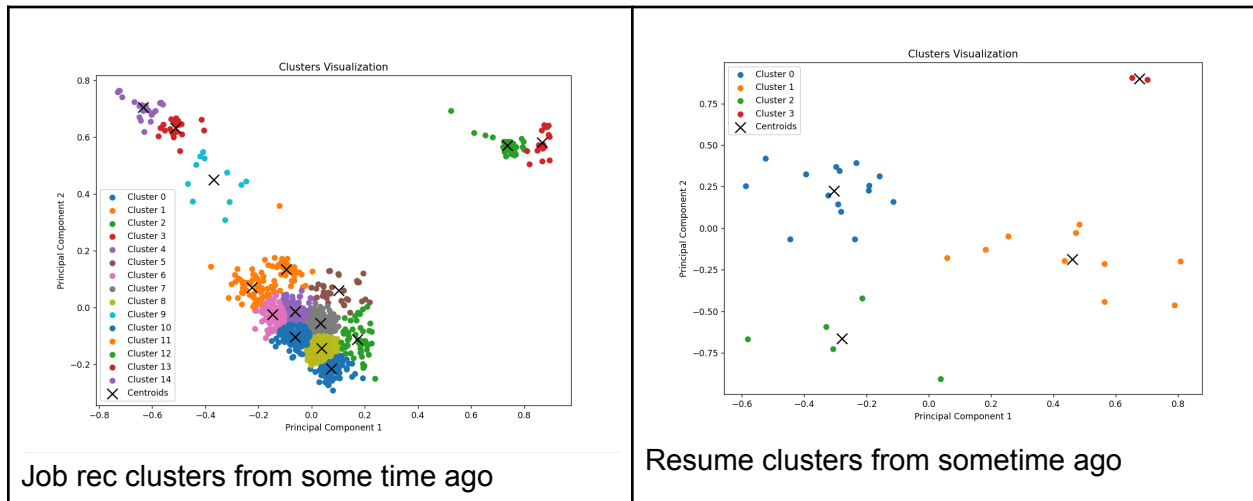 Clusters Visualization
Principal Component 2
0.8
0.6
0.4
0.2
0.0
−0.2
Cluster 0
Cluster 1
Cluster 2
Cluster 3
Cluster 4
Cluster 5
Cluster 6
Cluster 7
Cluster 8
Cluster 9
Cluster 10
Cluster 11
Cluster 12
Cluster 13
Cluster 14
Centroids
−0.8 −0.6 −0.4 −0.2 0.0 0.2 0.4 0.6 0.8
Principal Component 1
Job rec clusters from some time ago
Clusters Visualization
Principal Component 2
0.75
0.50
0.25
0.00
−0.25
−0.50
−0.75
Cluster 0
Cluster 1
Cluster 2
Cluster 3
Centroids
−0.6 −0.4 −0.2 0.0 0.2 0.4 0.6 0.8
Principal Component 1
Resume clusters from sometime ago